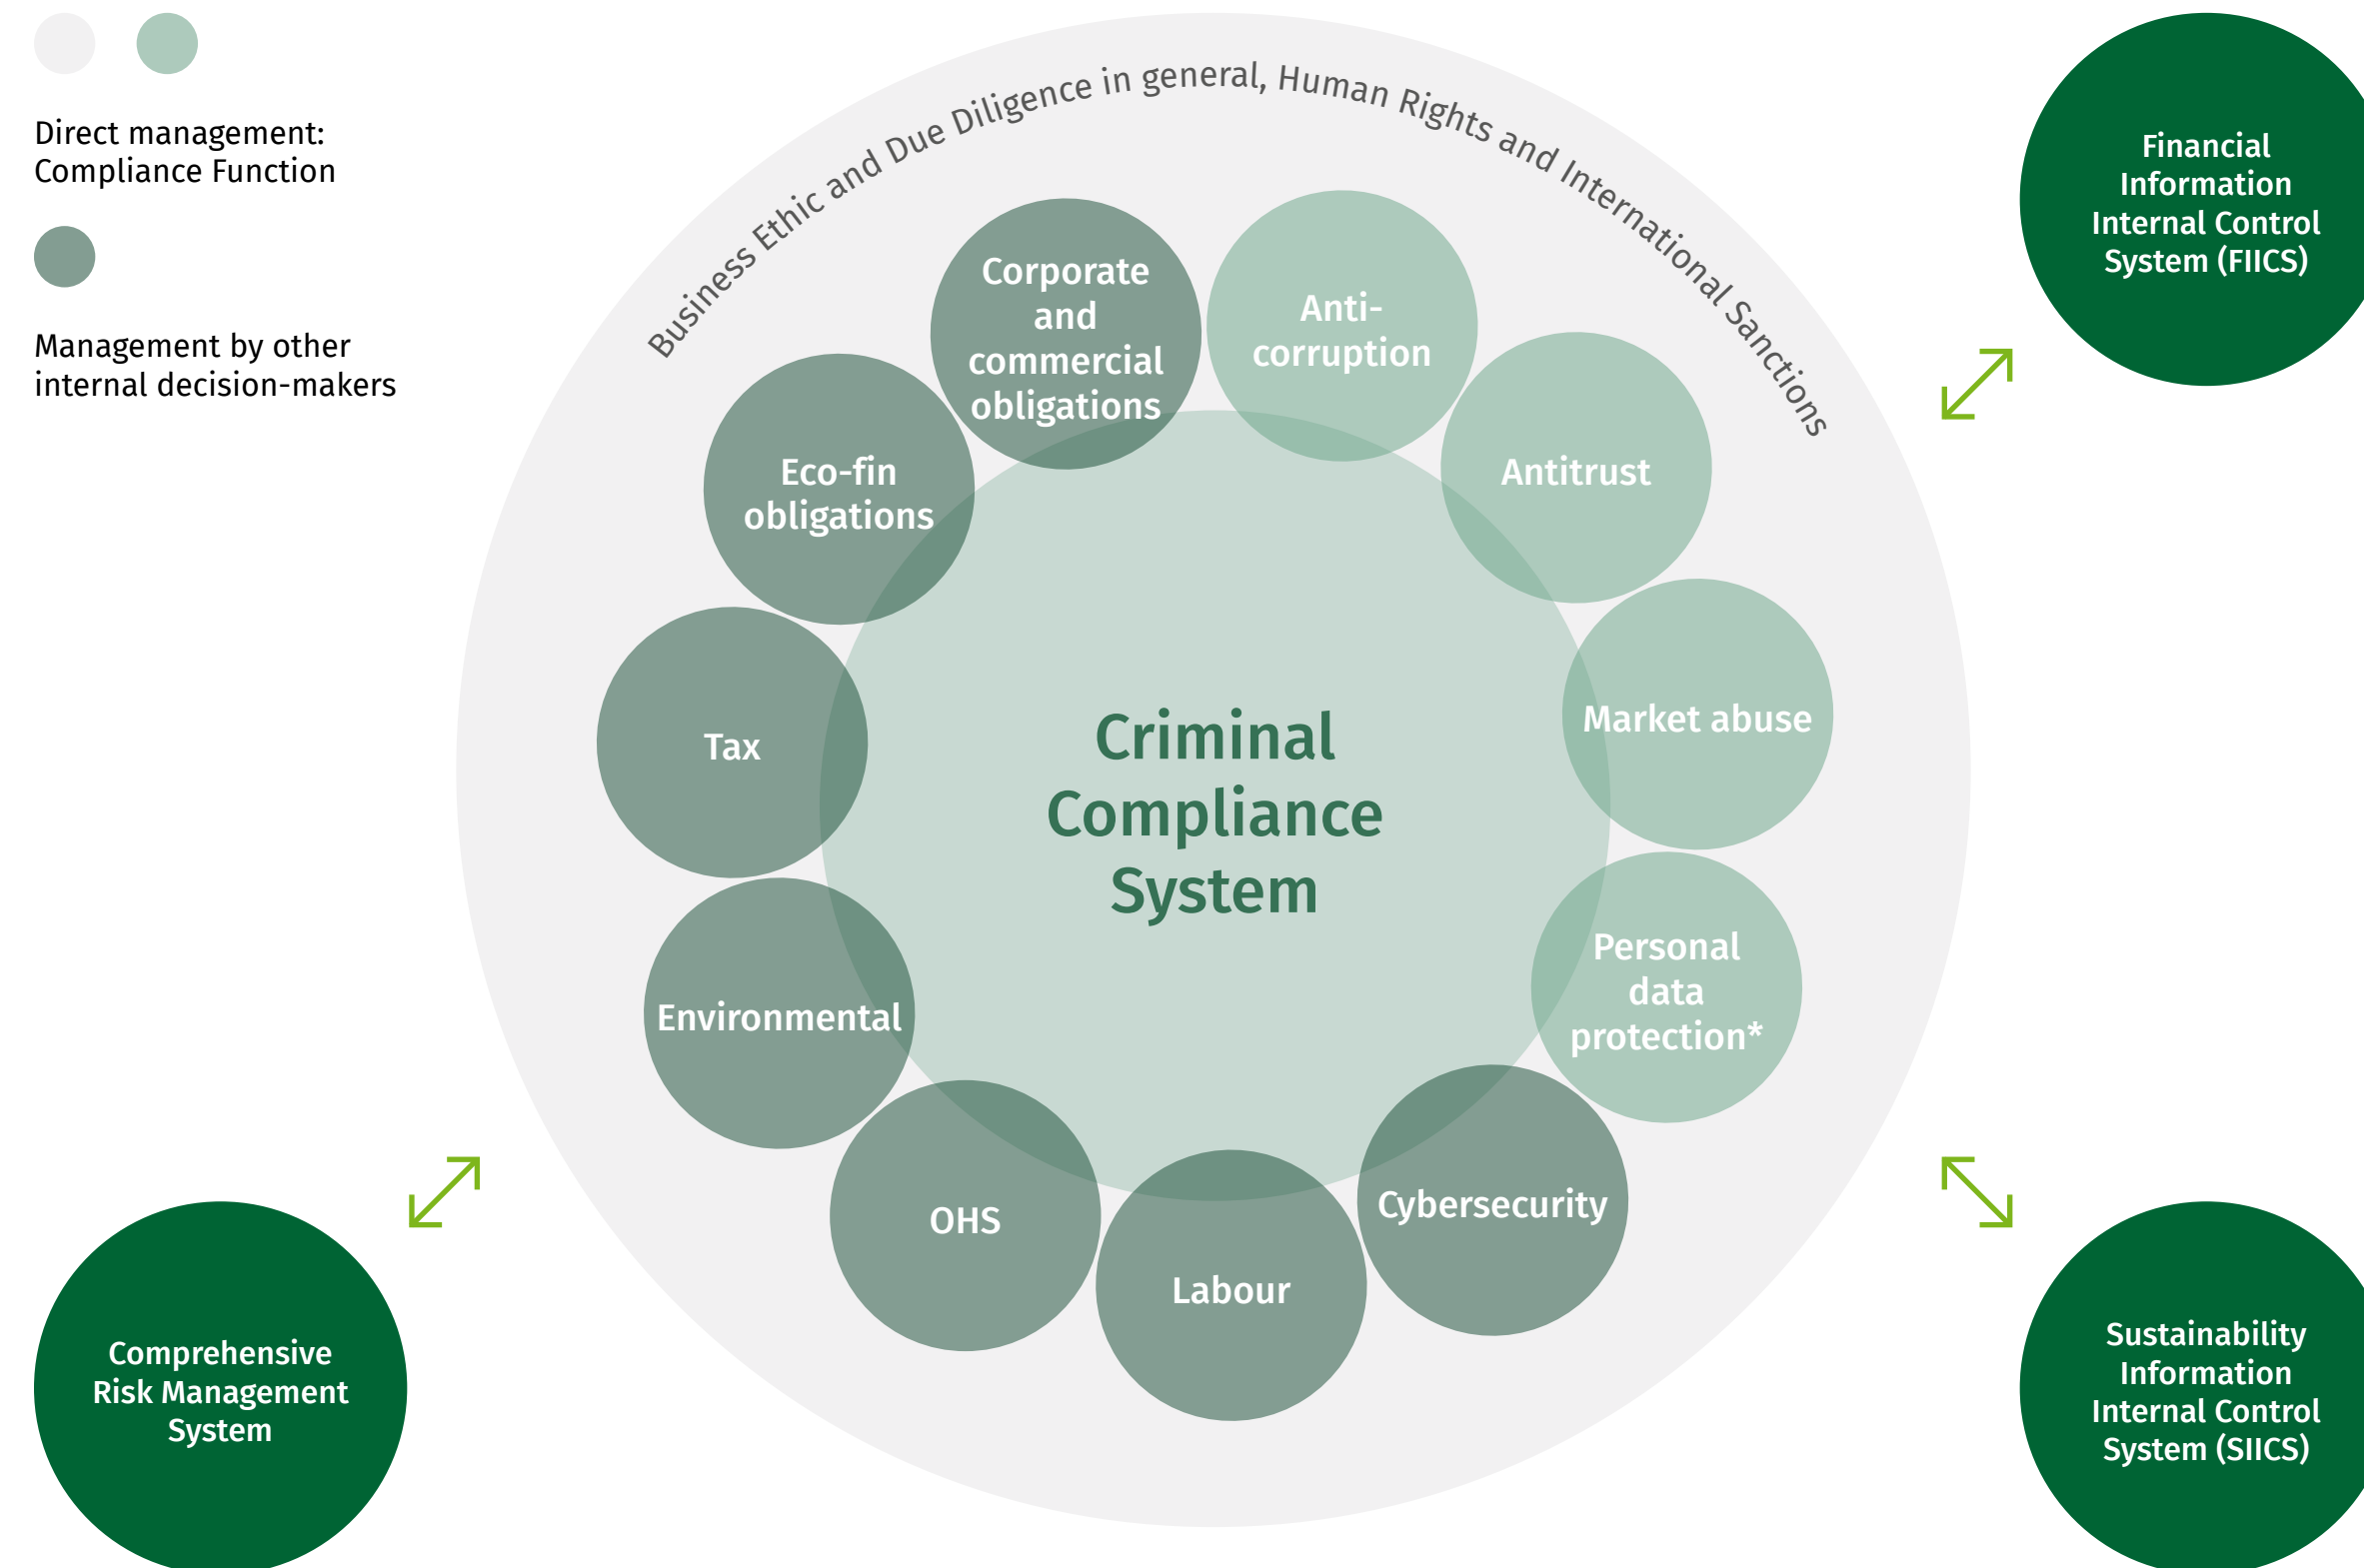 Direct management:
Compliance Function
Management by other
internal decision-makers
Business Ethic and Due Diligence in general, Human Rights and International Sanctions
Corporate
and
commercial
obligations
Anti-
corruption
Antitrust
Market abuse
Personal
data
protection*
Cybersecurity
Labour
OHS
Environmental
Tax
Eco-fin
obligations
Criminal
Compliance
System
Financial
Information
Internal Control
System (FIICS)
Comprehensive
Risk Management
System
Sustainability
Information
Internal Control
System (SIICS)